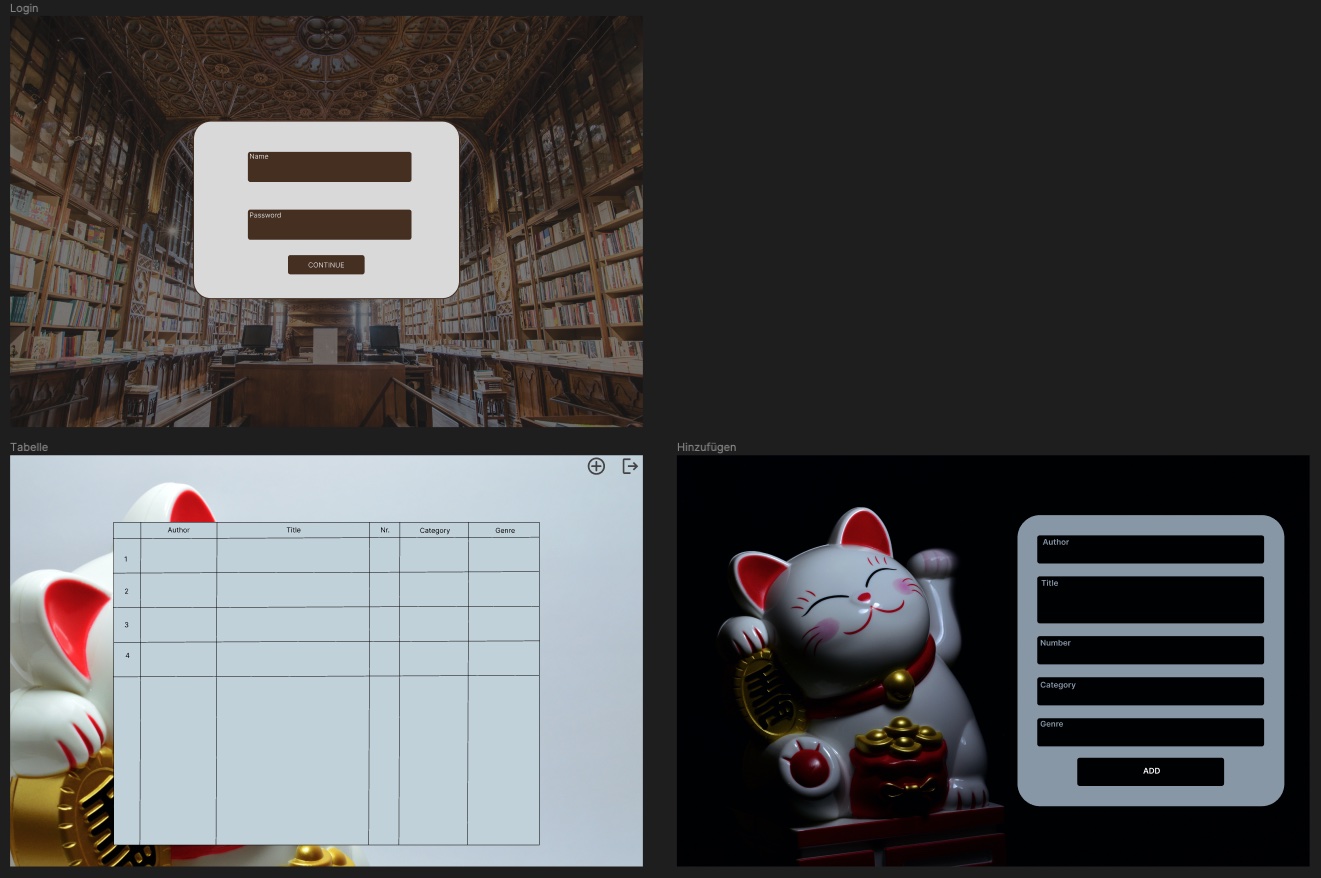 Login
Name
Password
CONTINUE
Tabelle
Author Title Nr. Category Genre
1
2
3
4
Hinzufügen
Author
Title
Number
Category
Genre
ADD